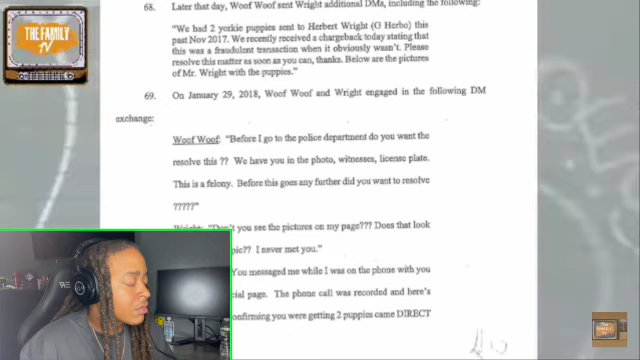 THE FAMILY
TV
68. Later that day, Woof Woof sent Wright additional DMs, including the following:
"We had 2 yorkie puppies sent to Herbert Wright (G Herbo) this
past Nov 2017. We recently received a chargeback today stating that
this was a fraudulent transaction when it obviously wasn't. Please
resolve this matter as soon as you can, thanks. Below are the pictures
of Mr. Wright with the puppies."
69. On January 29, 2018, Woof Woof and Wright engaged in the following DM
exchange:
Woof Woof: "Before I go to the police department do you want the
resolve this ?? We have you in the photo, witnesses, license plate.
This is a felony. Before this goes any further did you want to resolve
?????"
Wright: "Don't you see the pictures on my page??? Does that look
pic?? I never met you."
You messaged me while I was on the phone with you
ial page. The phone call was recorded and here's
onfirming you were getting 2 puppies came DIRECT
THE FAMILY
TV